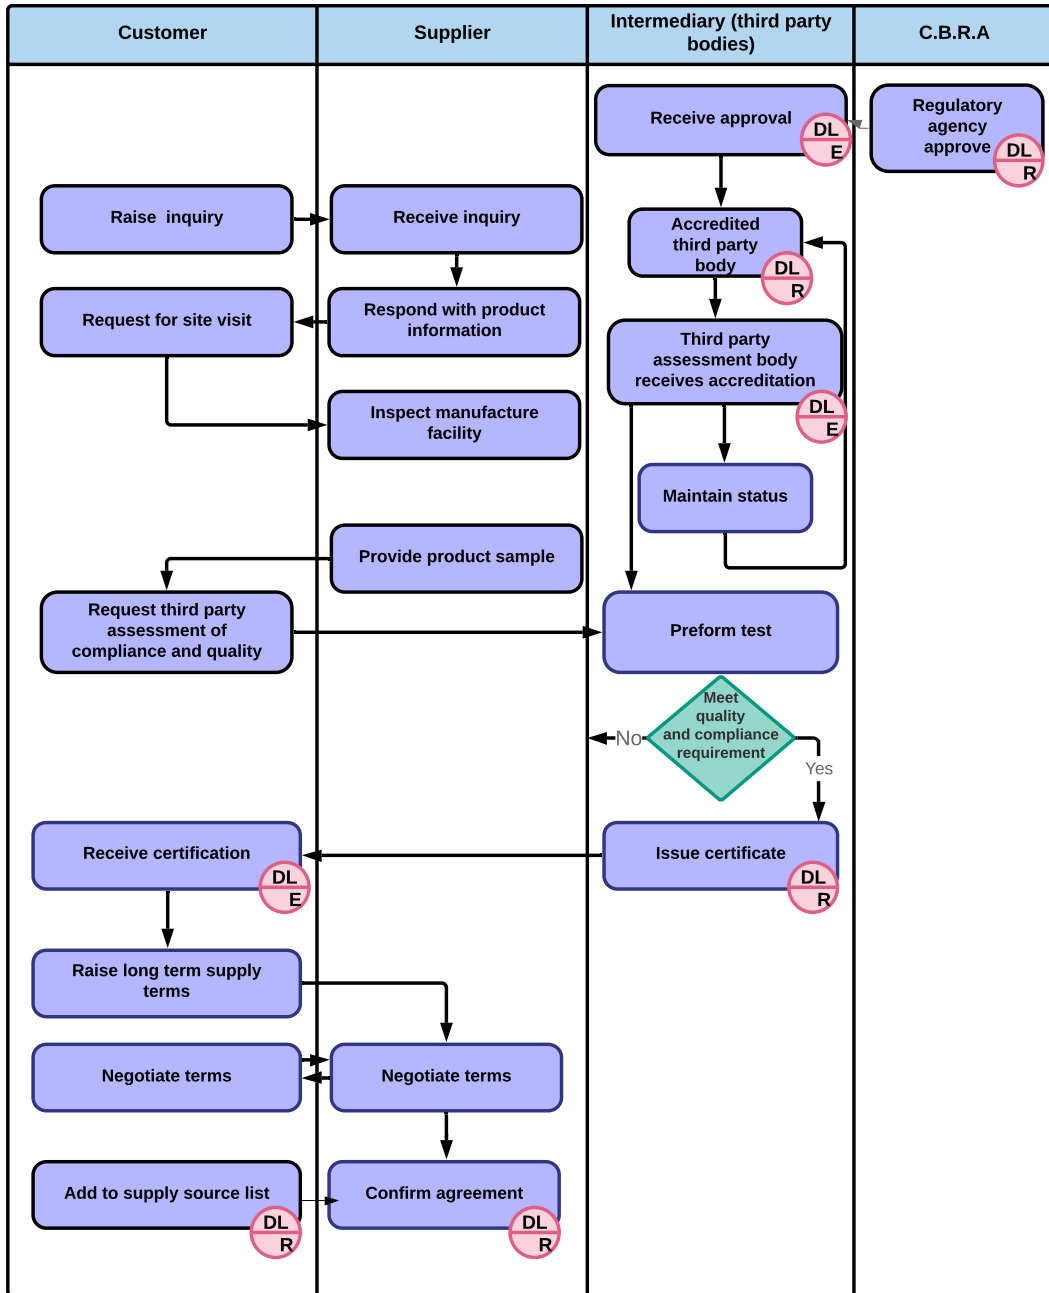 Customer
Supplier
Intermediary (third party
bodies)
C.B.R.A
Receive approval
DL
E
Regulatory
agency
approve
DL
R
Raise inquiry
Receive inquiry
Accredited
third party
body
DL
R
Request for site visit
Respond with product
information
Third party
assessment body
receives accreditation
DL
E
Inspect manufacture
facility
Maintain status
Provide product sample
Request third party
assessment of
compliance and quality
Preform test
Meet
quality
and compliance
requirement
No
Yes
Receive certification
DL
E
Issue certificate
DL
R
Raise long term supply
terms
Negotiate terms
Negotiate terms
Add to supply source list
DL
R
Confirm agreement
DL
R